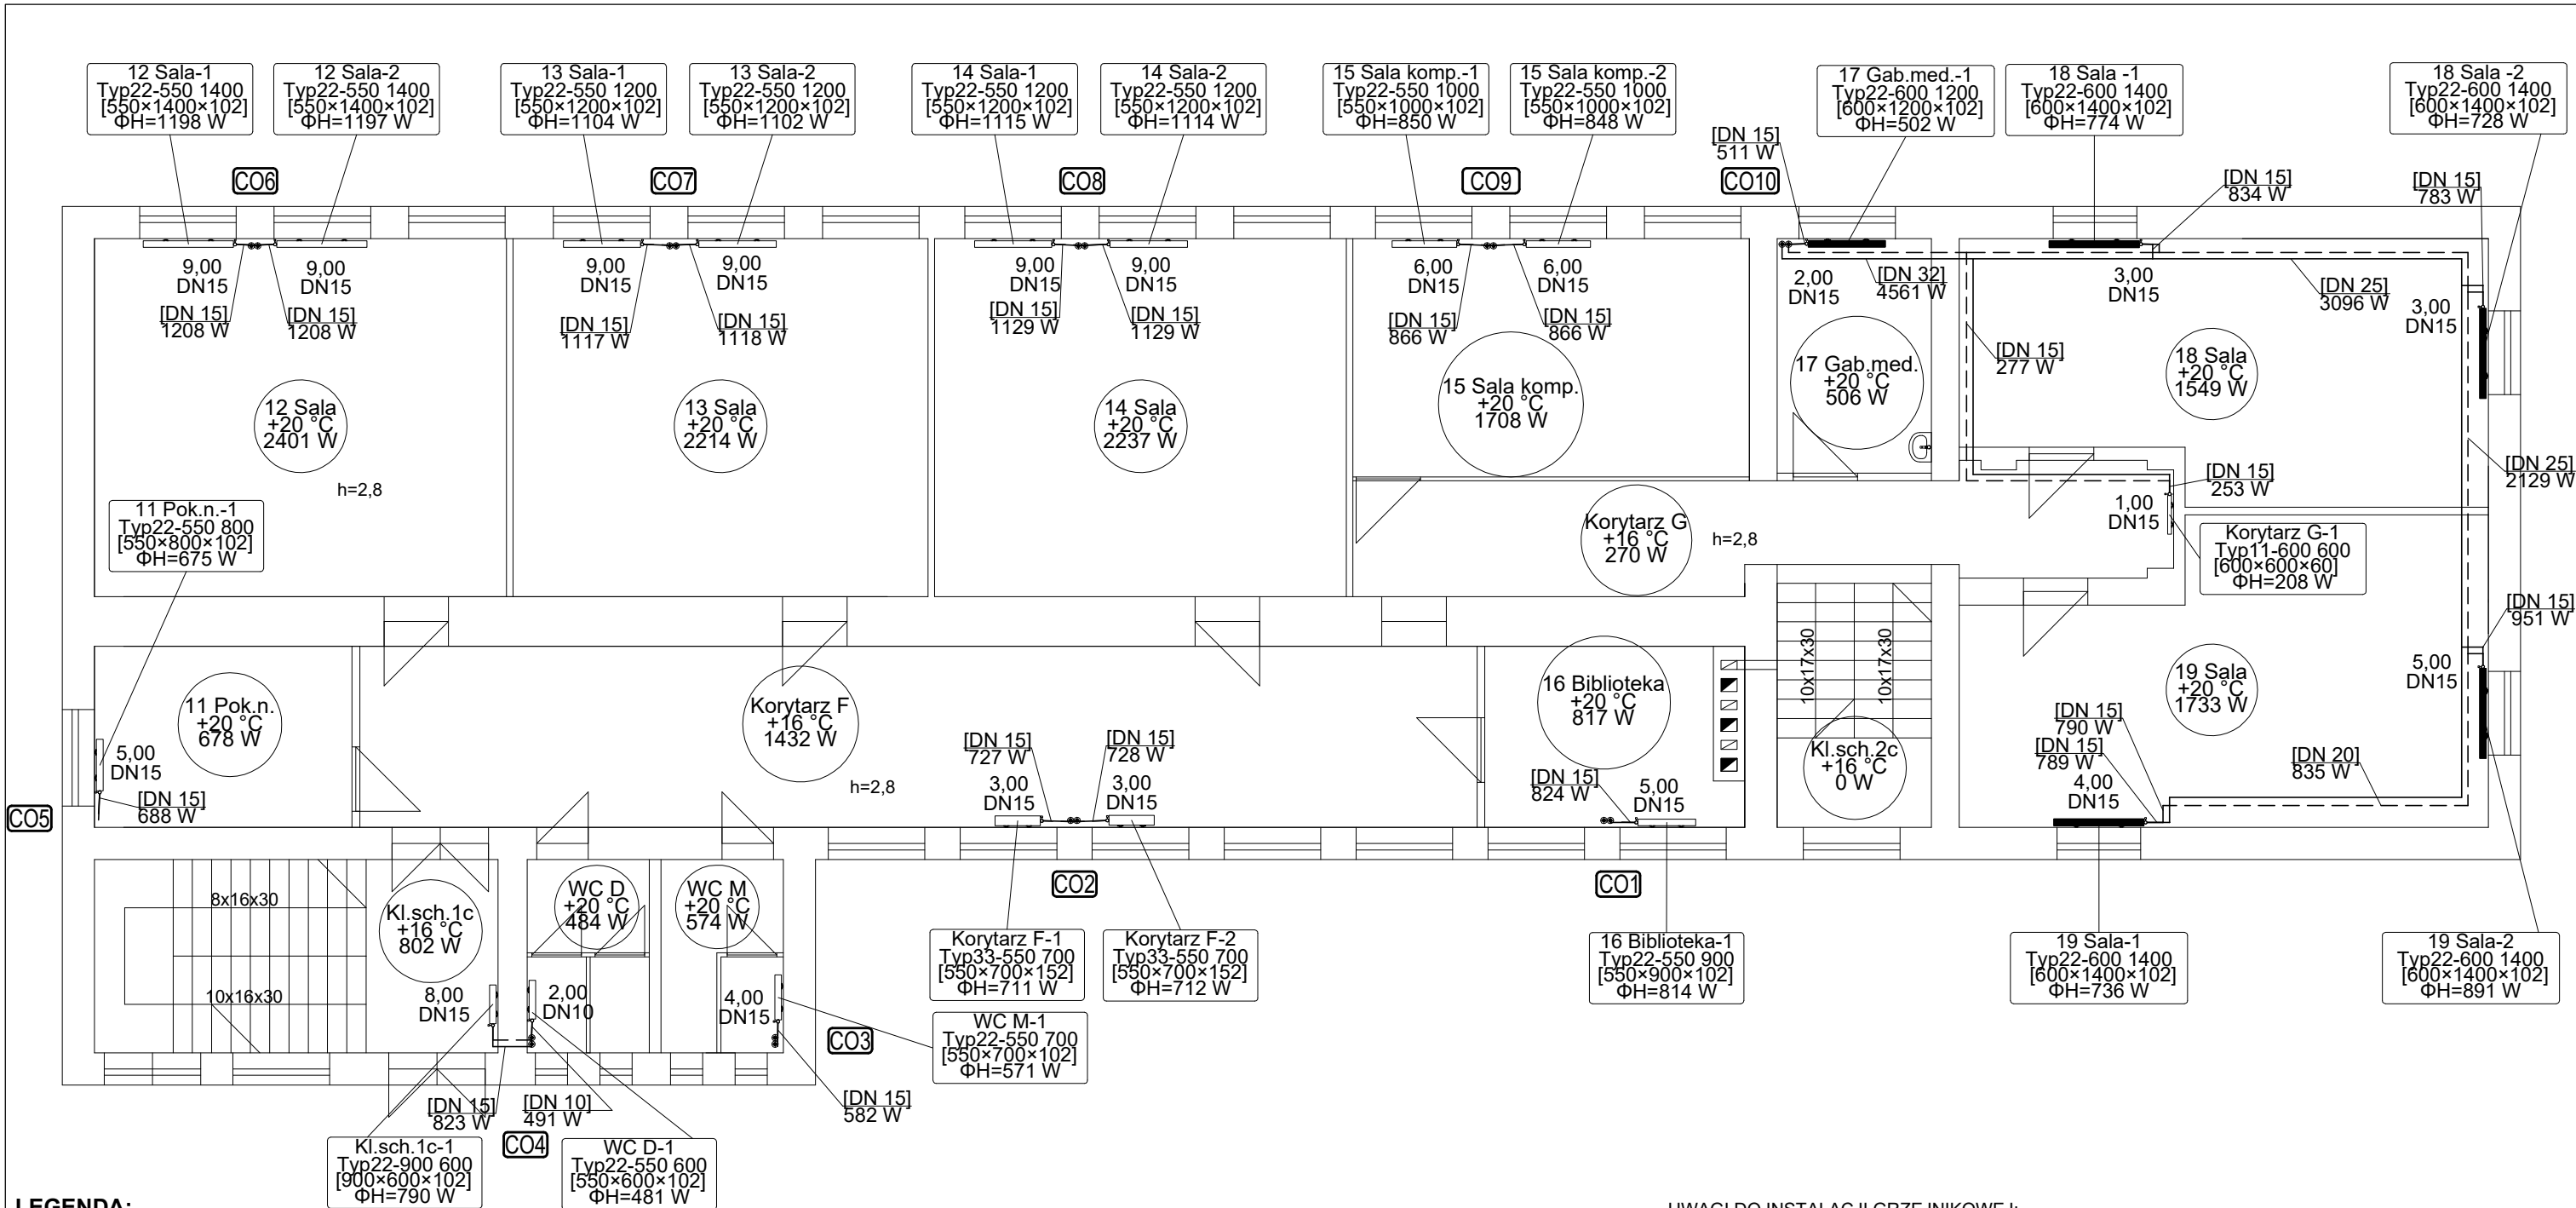 12 Sala-1
Typ22-550 1400
[550×1400×102]
ΦH=1198 W
12 Sala-2
Typ22-550 1400
[550×1400×102]
ΦH=1197 W
13 Sala-1
Typ22-550 1200
[550×1200×102]
ΦH=1104 W
13 Sala-2
Typ22-550 1200
[550×1200×102]
ΦH=1102 W
14 Sala-1
Typ22-550 1200
[550×1200×102]
ΦH=1115 W
14 Sala-2
Typ22-550 1200
[550×1200×102]
ΦH=1114 W
15 Sala komp.-1
Typ22-550 1000
[550×1000×102]
ΦH=850 W
15 Sala komp.-2
Typ22-550 1000
[550×1000×102]
ΦH=848 W
17 Gab.med.-1
Typ22-600 1200
[600×1200×102]
ΦH=502 W
18 Sala -1
Typ22-600 1400
[600×1400×102]
ΦH=774 W
18 Sala -2
Typ22-600 1400
[600×1400×102]
ΦH=728 W
[DN 15]
511 W
CO6
CO7
CO8
CO9
CO10
[DN 15]
834 W
[DN 15]
783 W
9,00
DN15
9,00
DN15
9,00
DN15
9,00
DN15
9,00
DN15
9,00
DN15
6,00
DN15
6,00
DN15
2,00
DN15
[DN 32]
4561 W
3,00
DN15
[DN 25]
3096 W
3,00
DN15
[DN 15]
1208 W
[DN 15]
1208 W
[DN 15]
1117 W
[DN 15]
1118 W
[DN 15]
1129 W
[DN 15]
1129 W
[DN 15]
866 W
[DN 15]
866 W
[DN 15]
277 W
12 Sala
+20 °C
2401 W
13 Sala
+20 °C
2214 W
14 Sala
+20 °C
2237 W
15 Sala komp.
+20 °C
1708 W
17 Gab.med.
+20 °C
506 W
18 Sala
+20 °C
1549 W
h=2,8
[DN 15]
253 W
[DN 25]
2129 W
11 Pok.n.-1
Typ22-550 800
[550×800×102]
ΦH=675 W
Korytarz G
+16 °C
270 W
h=2,8
1,00
DN15
Korytarz G-1
Typ11-600 600
[600×600×60]
ΦH=208 W
[DN 15]
951 W
11 Pok.n.
+20 °C
678 W
Korytarz F
+16 °C
1432 W
h=2,8
16 Biblioteka
+20 °C
817 W
10x17x30
10x17x30
Kl.sch.2c
+16 °C
0 W
19 Sala
+20 °C
1733 W
5,00
DN15
5,00
DN15
[DN 15]
688 W
CO5
[DN 15]
727 W
[DN 15]
728 W
3,00
DN15
3,00
DN15
[DN 15]
824 W
5,00
DN15
[DN 15]
790 W
[DN 15]
789 W
4,00
DN15
[DN 20]
835 W
CO2
CO1
8x16x30
10x16x30
Kl.sch.1c
+16 °C
802 W
WC D
+20 °C
484 W
WC M
+20 °C
574 W
8,00
DN15
2,00
DN10
4,00
DN15
CO3
Korytarz F-1
Typ33-550 700
[550×700×152]
ΦH=711 W
Korytarz F-2
Typ33-550 700
[550×700×152]
ΦH=712 W
16 Biblioteka-1
Typ22-550 900
[550×900×102]
ΦH=814 W
19 Sala-1
Typ22-600 1400
[600×1400×102]
ΦH=736 W
19 Sala-2
Typ22-600 1400
[600×1400×102]
ΦH=891 W
WC M-1
Typ22-550 700
[550×700×102]
ΦH=571 W
[DN 15]
823 W
[DN 10]
491 W
[DN 15]
582 W
CO4
Kl.sch.1c-1
Typ22-900 600
[900×600×102]
ΦH=790 W
WC D-1
Typ22-550 600
[550×600×102]
ΦH=481 W
LEGENDA:
UWAGI DO INSTALACJI GRZEJNIKOWEJ: